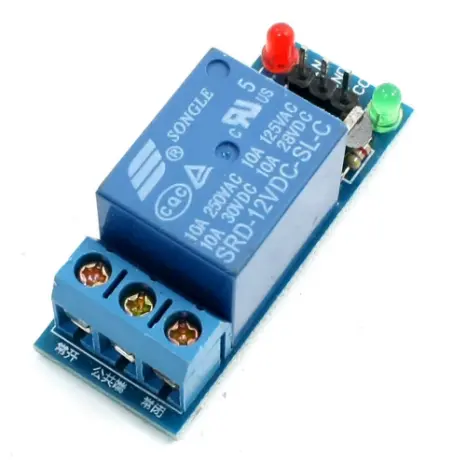 SONGLE
®
c UL US 5
CQC
10A 250VAC 10A 125VAC
10A 30VDC 10A 28VDC
SRD-12VDC-SL-C
常开
公共端
常闭